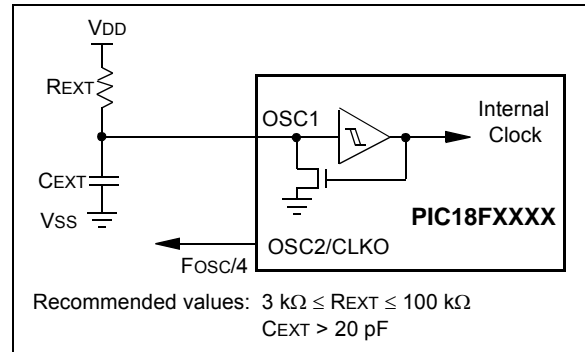 VDD
REXT
OSC1
Internal
Clock
CEXT
VSS
PIC18FXXXX
OSC2/CLKO
FOSC/4
Recommended values: 3 kΩ ≤ REXT ≤ 100 kΩ
CEXT > 20 pF